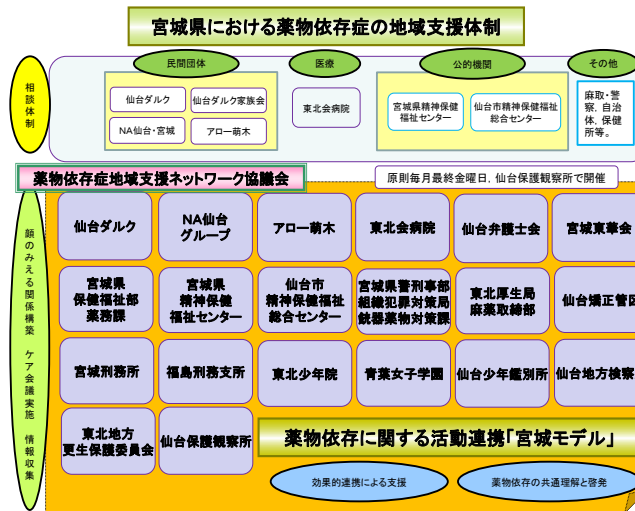 宮城県における薬物依存症の地域支援体制
民間団体
医療
公的機関
その他
相談体制
仙台ダルク
仙台ダルク家族会
NA仙台・宮城
アロー萌木
東北会病院
宮城県精神保健
福祉センター
仙台市精神保健福祉
総合センター
麻取・警
察、自治
体、保健
所等。
薬物依存症地域支援ネットワーク協議会
原則毎月最終金曜日、仙台保護観察所で開催
顔のみえる関係構築 ケア会議実施 情報収集
仙台ダルク
NA仙台
グループ
アロー萌木
東北会病院
仙台弁護士会
宮城東華会
宮城県
保健福祉部
薬務課
宮城県
精神保健
福祉センター
仙台市
精神保健福祉
総合センター
宮城県警刑事部
組織犯罪対策局
銃器薬物対策課
東北厚生局
麻薬取締部
仙台矯正管区
宮城刑務所
福島刑務支所
東北少年院
青葉女子学園
仙台少年鑑別所
仙台地方検察
東北地方
更生保護委員会
仙台保護観察所
薬物依存に関する活動連携「宮城モデル」
効果的連携による支援
薬物依存の共通理解と啓発